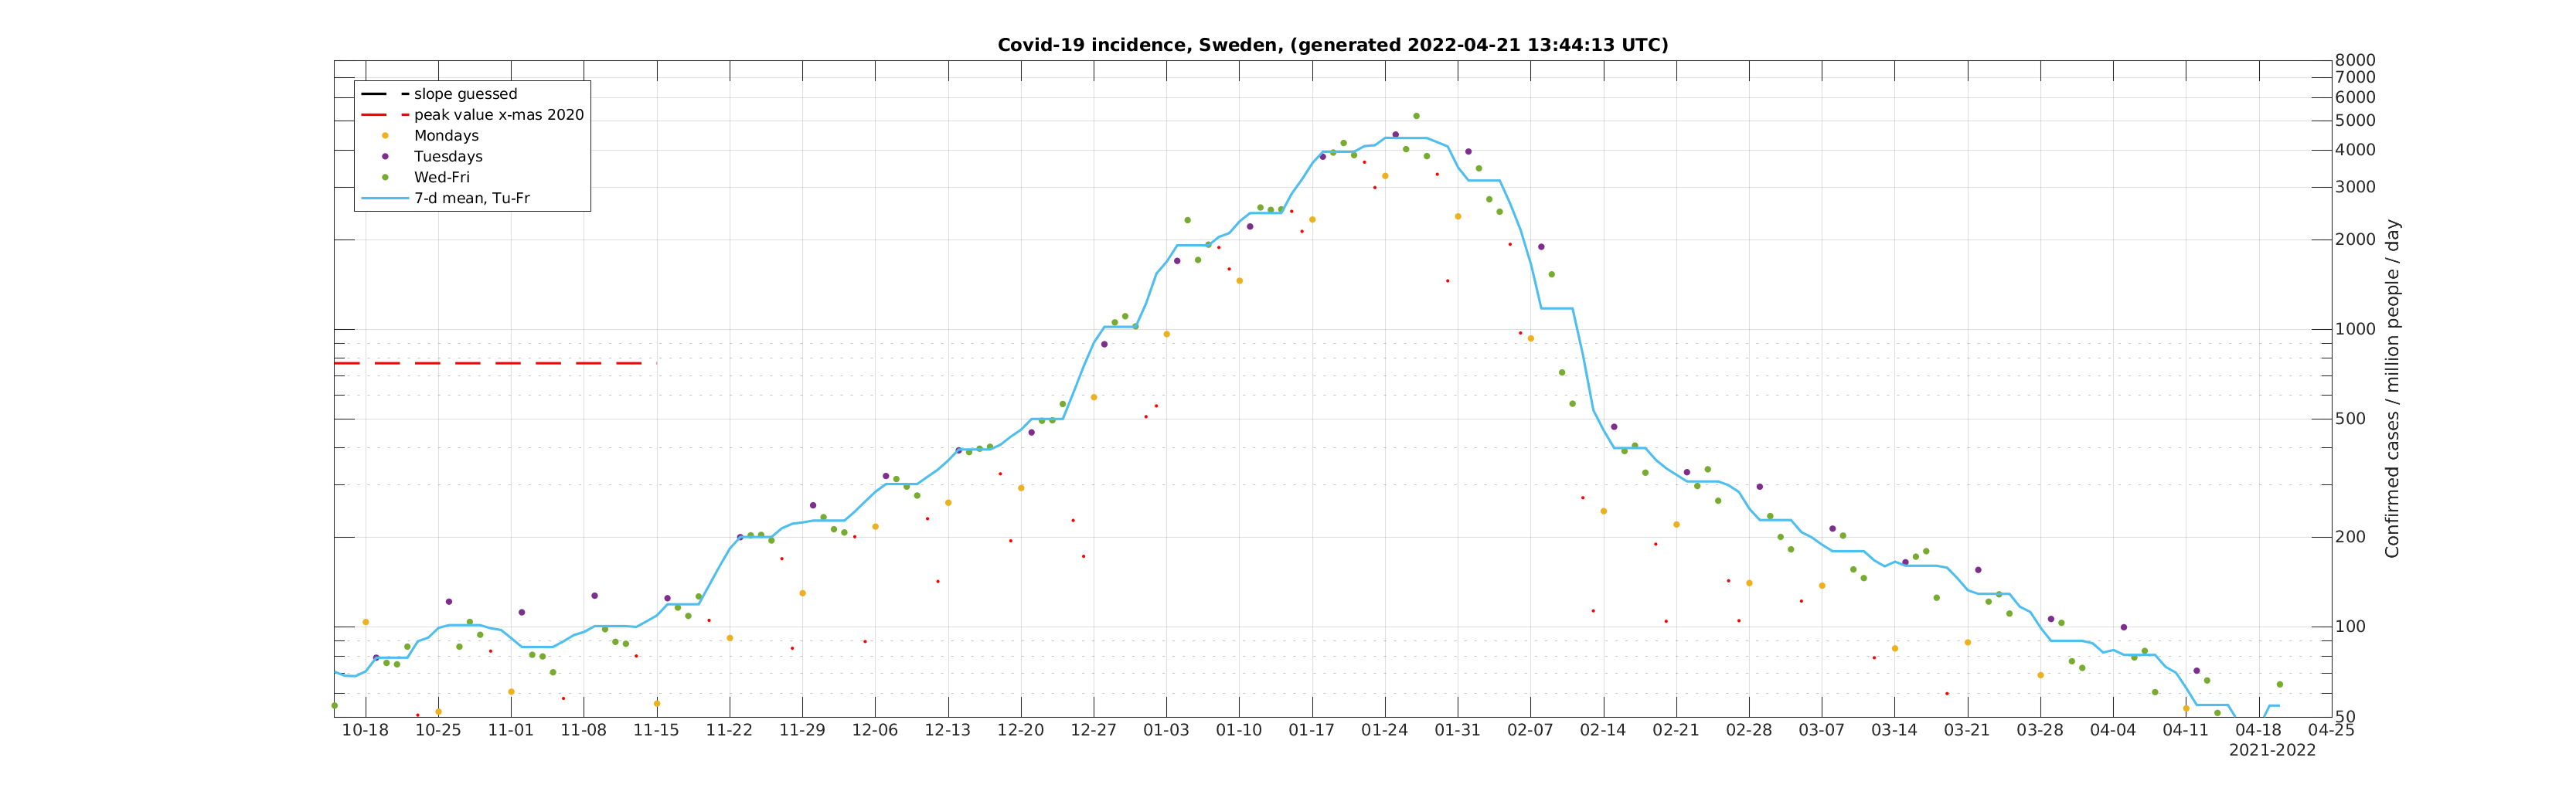 Covid-19 incidence, Sweden, (generated 2022-04-21 13:44:13 UTC)
slope guessed
peak value x-mas 2020
Mondays
Tuesdays
Wed-Fri
7-d mean, Tu-Fr
8000
7000
6000
5000
4000
3000
2000
1000
500
200
100
50
Confirmed cases / million people / day
10-18 10-25 11-01 11-08 11-15 11-22 11-29 12-06 12-13 12-20 12-27 01-03 01-10 01-17 01-24 01-31 02-07 02-14 02-21 02-28 03-07 03-14 03-21 03-28 04-04 04-11 04-18 04-25
2021-2022